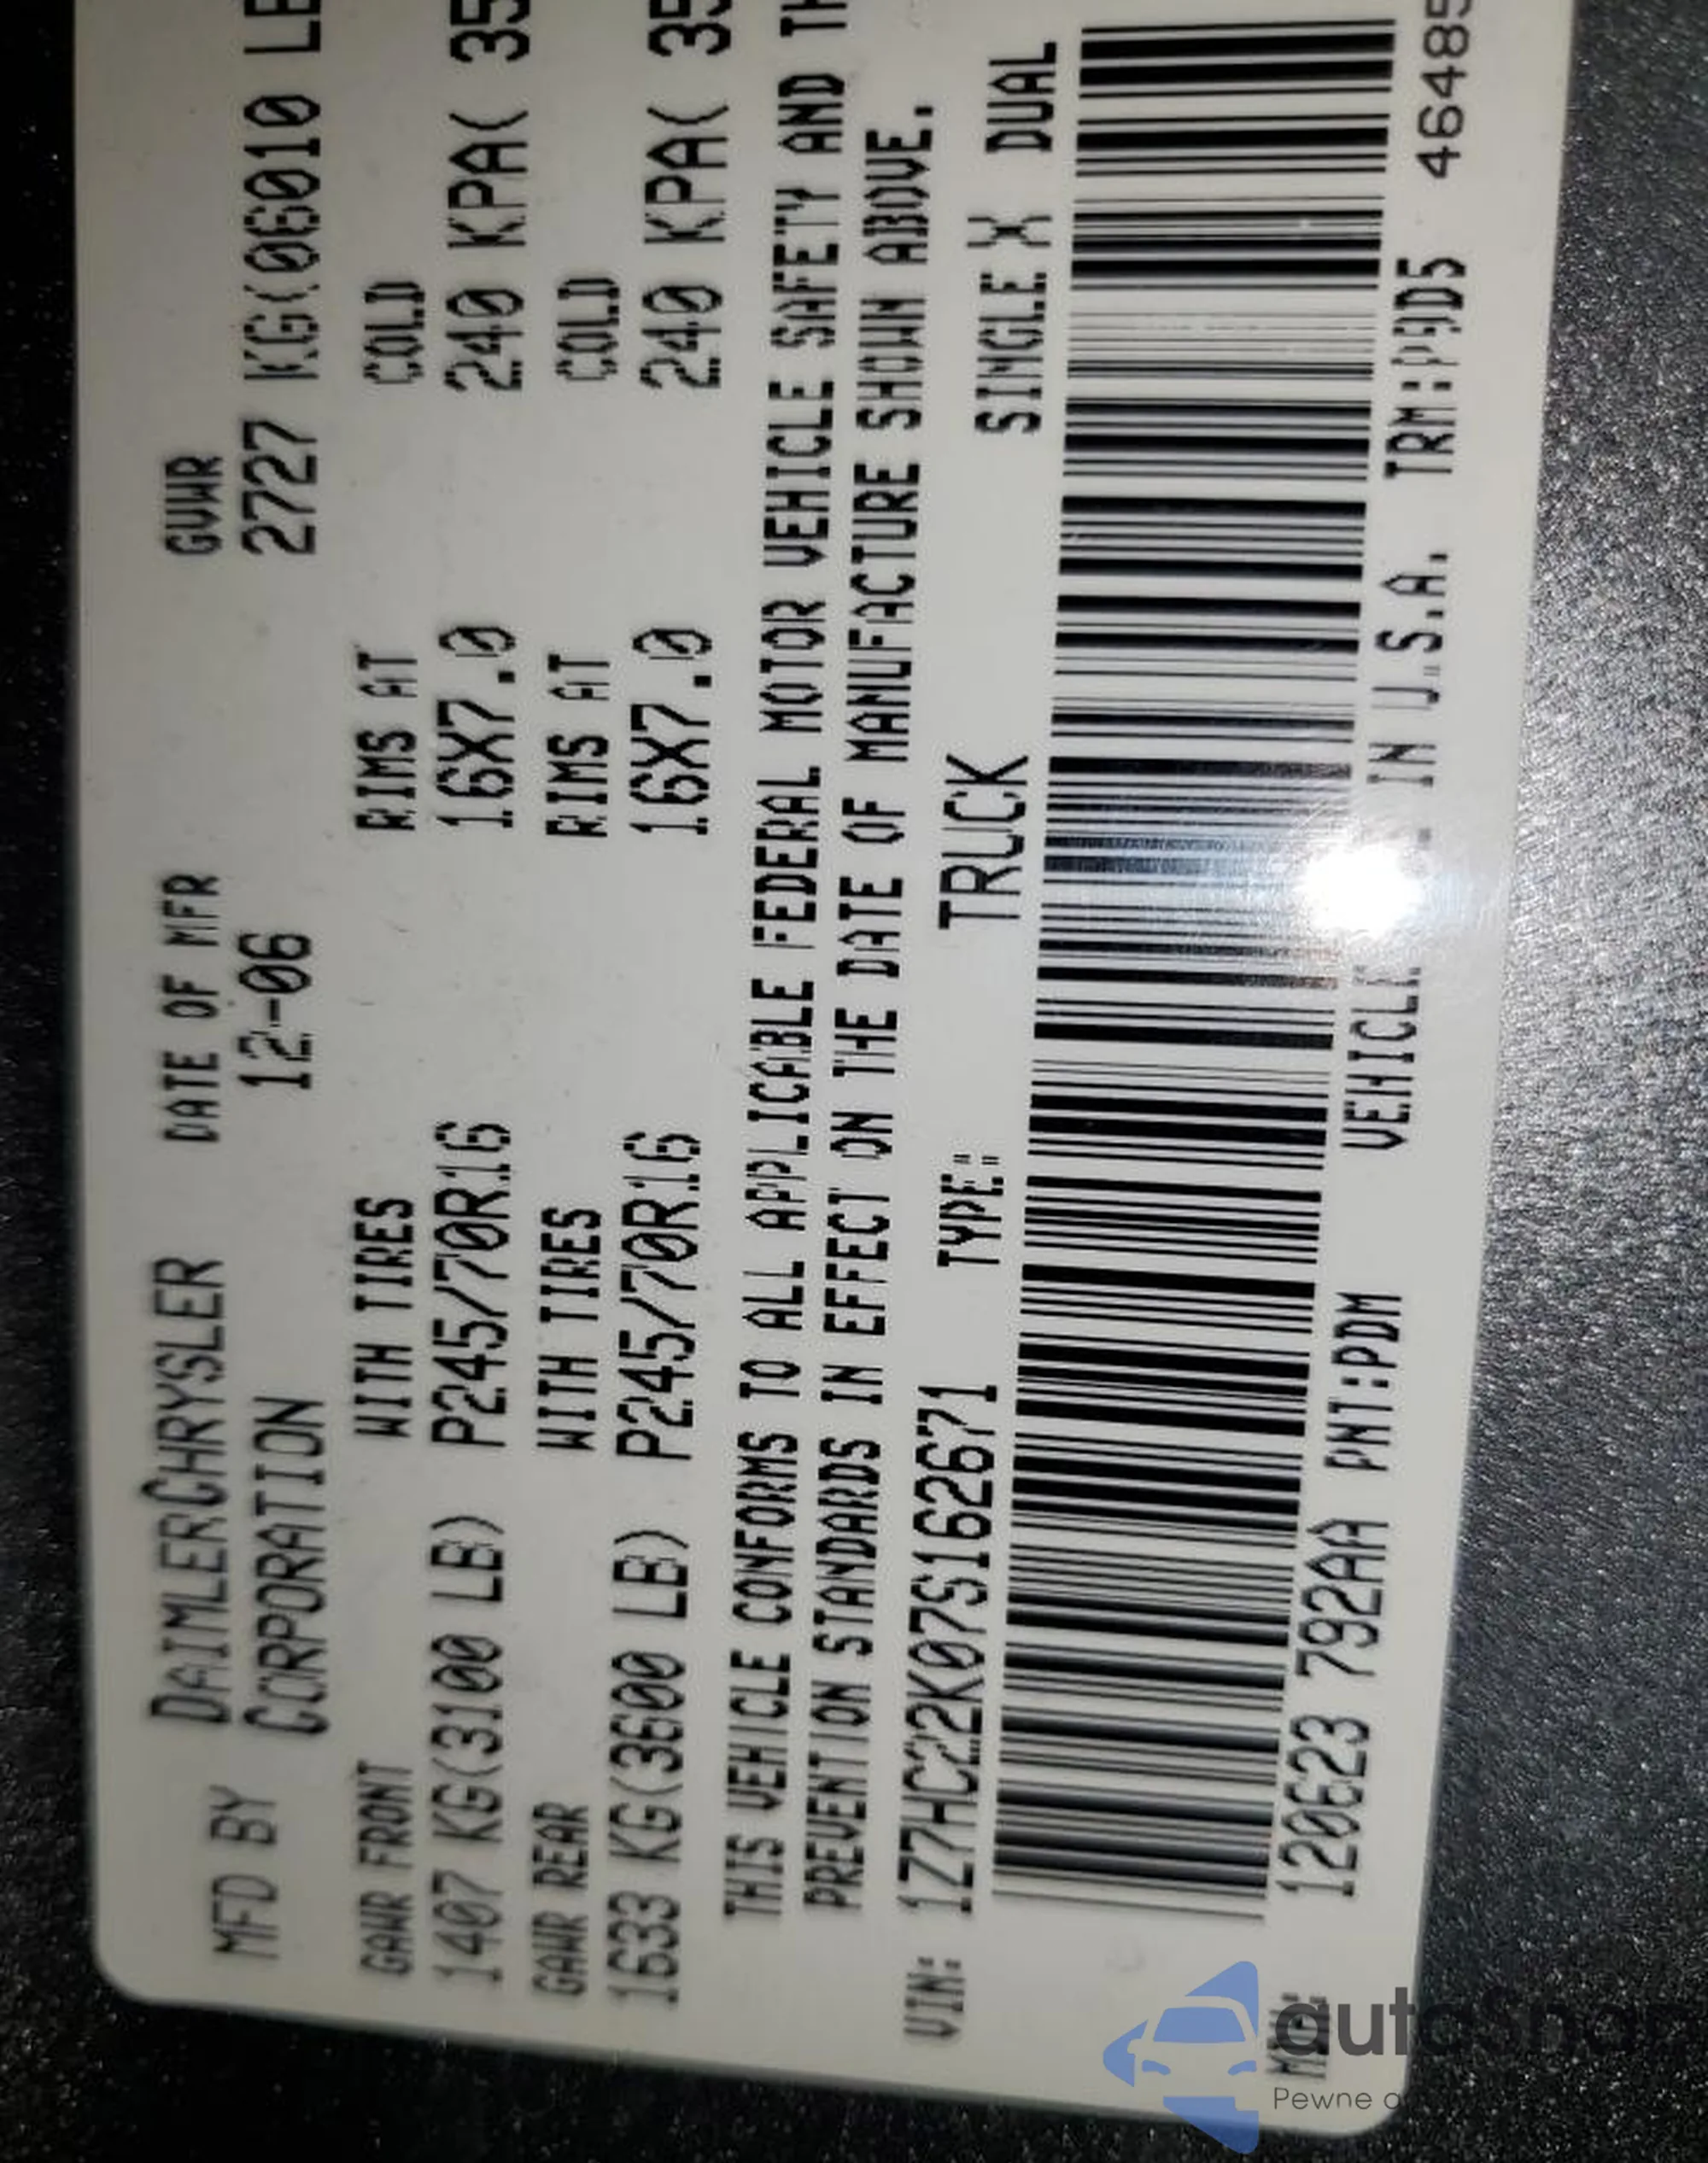 MFD BY DAIMLERCHRYSLER CORPORATION DATE OF MFR 12-06 GVWR 2727 KG(06010 LB
GAWR FRONT WITH TIRES RIMS AT COLD
1407 KG(3100 LB) P245/70R16 16X7.0 240 KPA( 35
GAWR REAR WITH TIRES RIMS AT COLD
1633 KG(3600 LB) P245/70R16 16X7.0 240 KPA( 35
THIS VEHICLE CONFORMS TO ALL APPLICABLE FEDERAL MOTOR VEHICLE SAFETY AND TH
PREVENTION STANDARDS IN EFFECT ON THE DATE OF MANUFACTURE SHOWN ABOVE.
VIN: 1Z7HC22K07S162671 TYPE: TRUCK SINGLE X DUAL
120623 792AA PNT:PDM VEHICLE IN U.S.A. TRM:P9D5 46485
Pewne